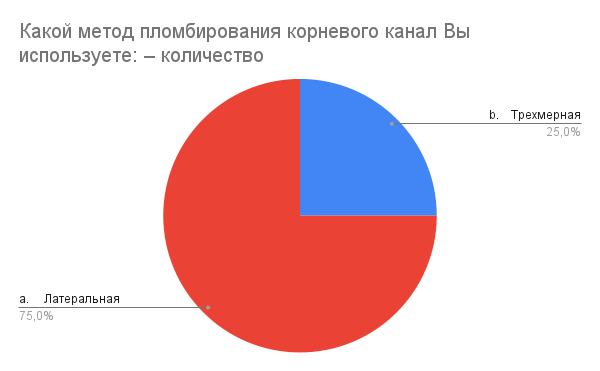 Какой метод пломбирования корневого канал Вы
используете: – количество
b. Трехмерная
25,0%
a. Латеральная
75,0%